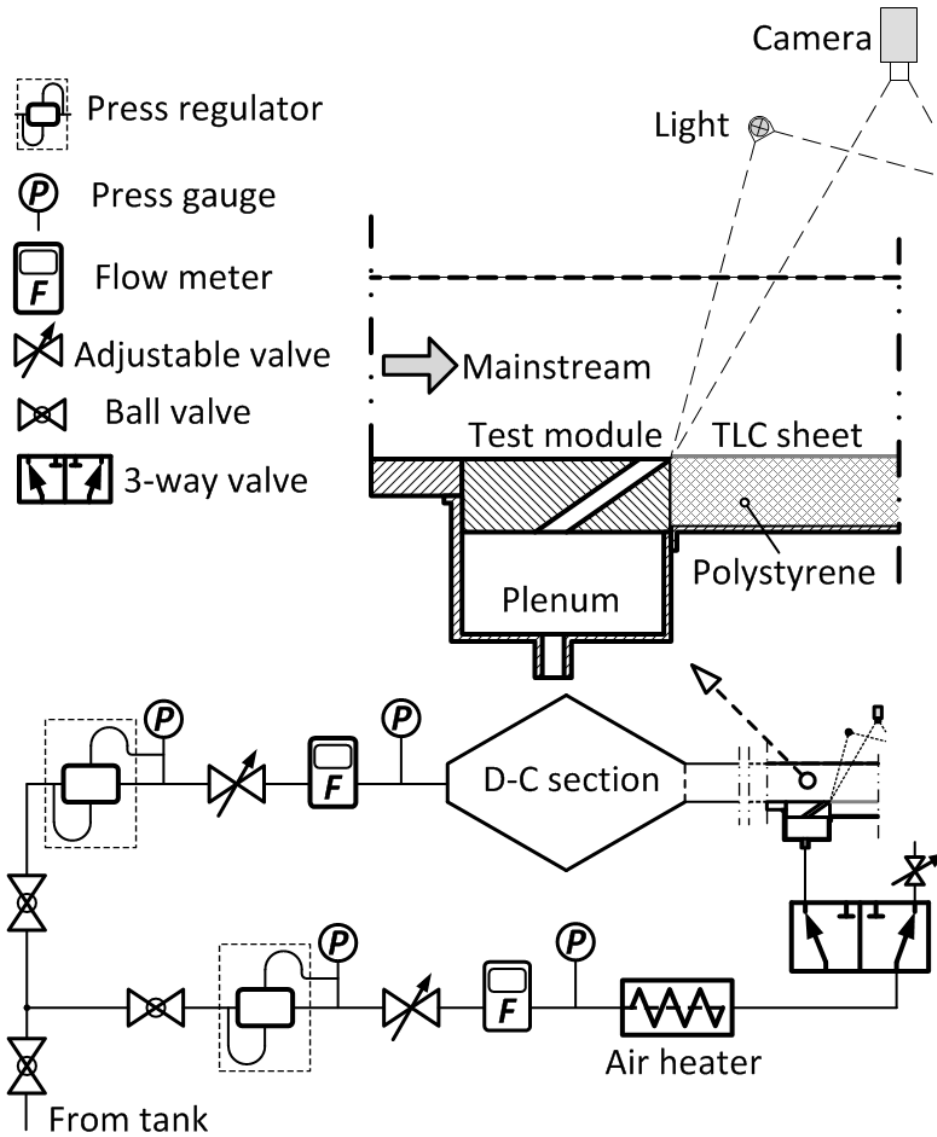 Camera
Press regulator
Light
P
Press gauge
F
Flow meter
Adjustable valve
Mainstream
Ball valve
Test module
TLC sheet
3-way valve
Polystyrene
Plenum
P
P
F
D-C section
P
P
F
Air heater
From tank